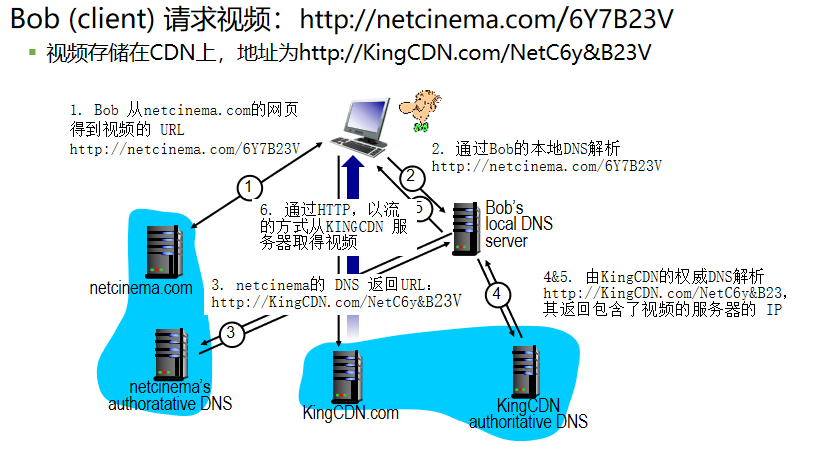 Bob (client) 请求视频：http://netcinema.com/6Y7B23V
视频存储在CDN上，地址为http://KingCDN.com/NetC6y&B23V
1. Bob 从netcinema.com的网页
得到视频的 URL
http://netcinema.com/6Y7B23V
2. 通过Bob的本地DNS解析
http://netcinema.com/6Y7B23V
1
2
5
6. 通过HTTP，以流
的方式从KINGCDN 服
务器取得视频
Bob's
local DNS
server
netcinema.com
3. netcinema的 DNS 返回URL：
http://KingCDN.com/NetC6y&B23V
4&5. 由KingCDN的权威DNS解析
http://KingCDN.com/NetC6y&B23,
其返回包含了视频的服务器的 IP
4
3
netcinema's
authoratative DNS
KingCDN.com
KingCDN
authoritative DNS